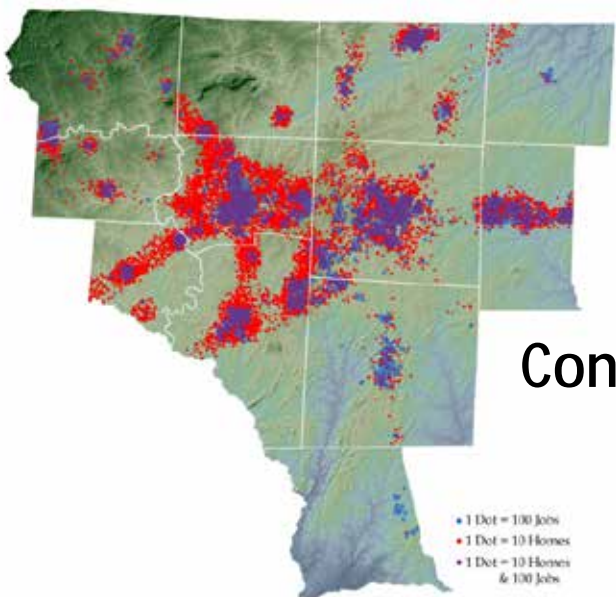 Con
• 1 Dot = 100 Jobs
• 1 Dot = 10 Homes
• 1 Dot = 10 Homes
& 100 Jobs